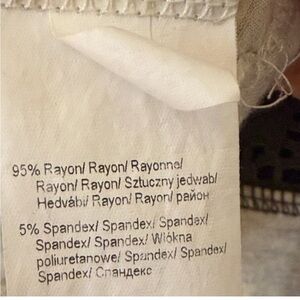 95% Rayon/ Rayon/ Rayonne/
Rayon/ Rayon/ Sztuczny jedwab/
Hedvábí/ Rayon/ Rayon/ район
5% Spandex/ Spandex/ Spandex/
Spandex/ Spandex/ Włókna
poliuretanowe/ Spandex/ Spandex/
Spandex/ Спандекс